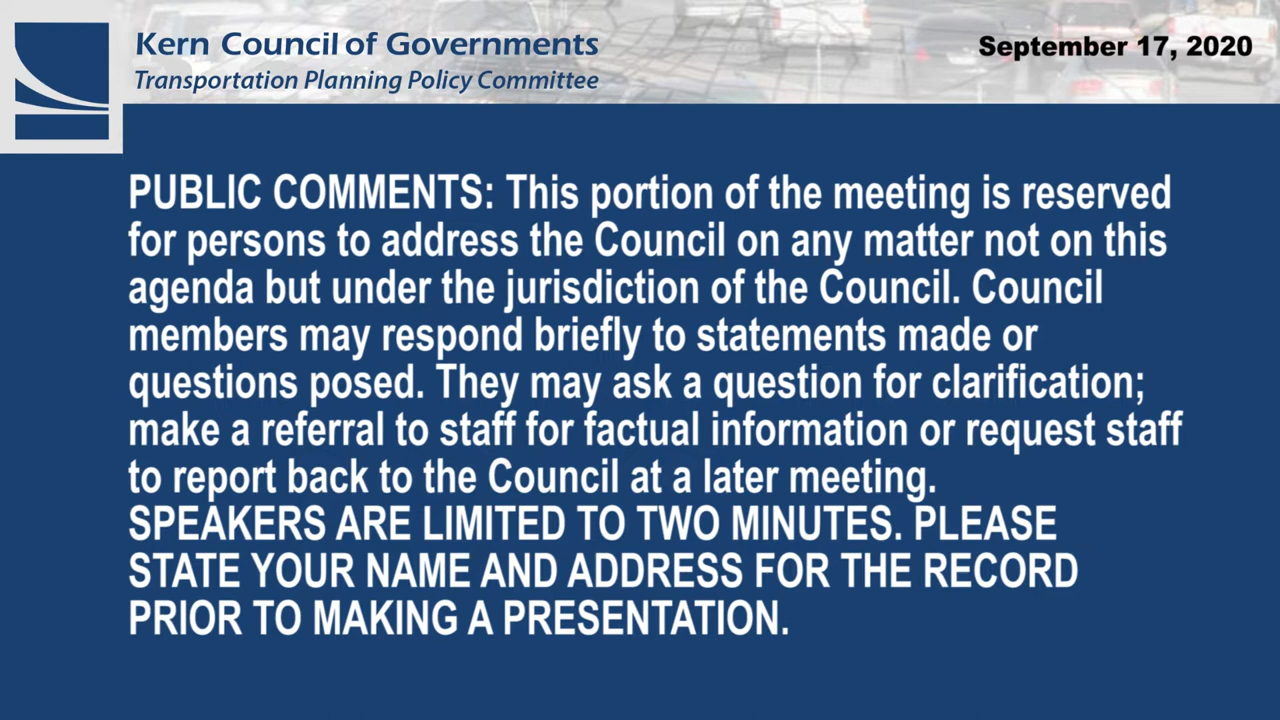 Kern Council of Governments
Transportation Planning Policy Committee
September 17, 2020
PUBLIC COMMENTS: This portion of the meeting is reserved
for persons to address the Council on any matter not on this
agenda but under the jurisdiction of the Council. Council
members may respond briefly to statements made or
questions posed. They may ask a question for clarification;
make a referral to staff for factual information or request staff
to report back to the Council at a later meeting.
SPEAKERS ARE LIMITED TO TWO MINUTES. PLEASE
STATE YOUR NAME AND ADDRESS FOR THE RECORD
PRIOR TO MAKING A PRESENTATION.